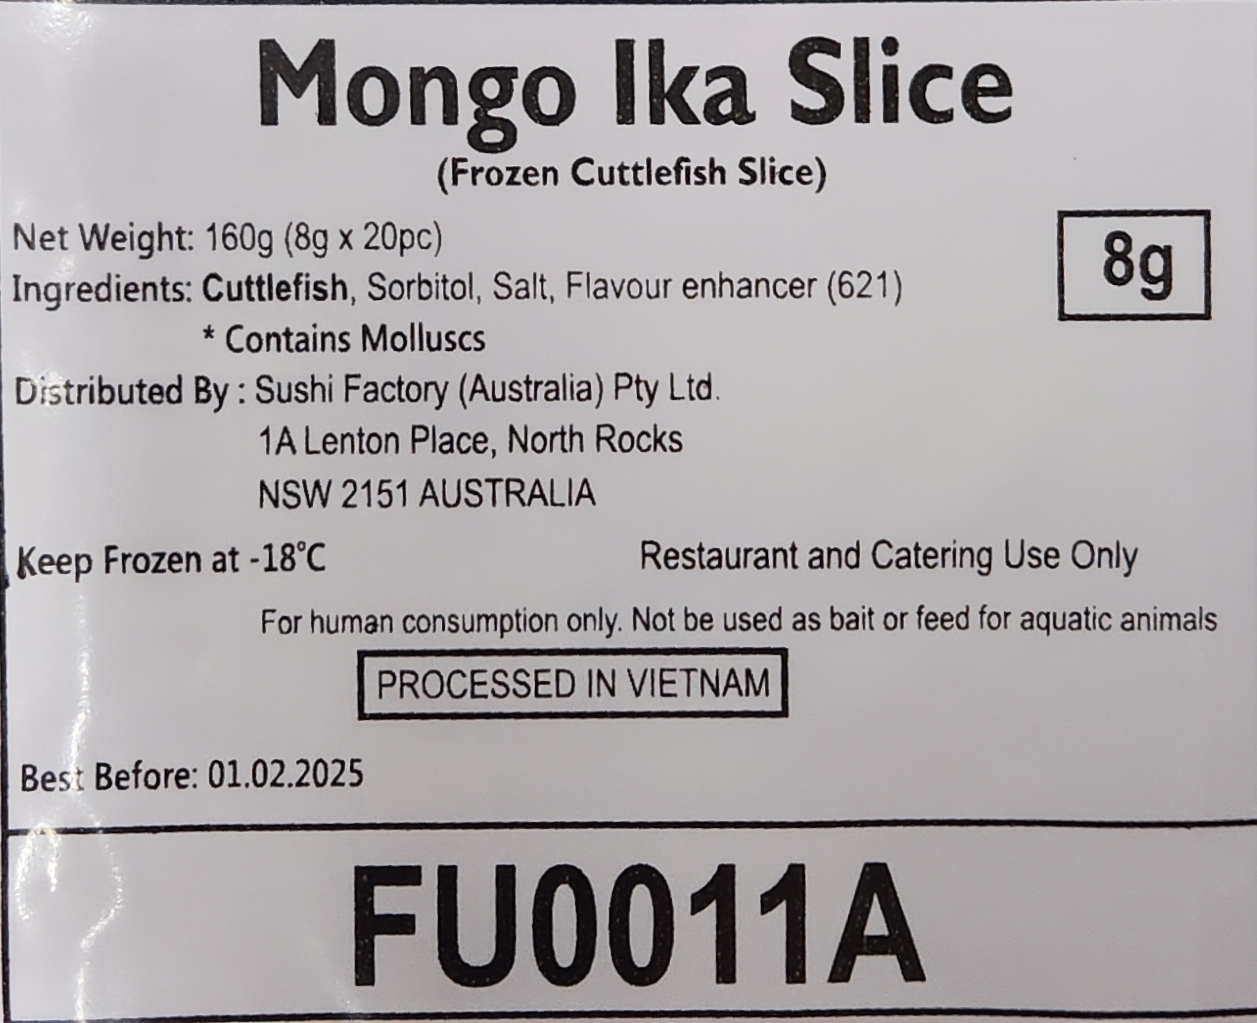 Mongo Ika Slice
(Frozen Cuttlefish Slice)
Net Weight: 160g (8g x 20pc)
8g
Ingredients: Cuttlefish, Sorbitol, Salt, Flavour enhancer (621)
* Contains Molluscs
Distributed By : Sushi Factory (Australia) Pty Ltd.
1A Lenton Place, North Rocks
NSW 2151 AUSTRALIA
Keep Frozen at -18°C
Restaurant and Catering Use Only
For human consumption only. Not be used as bait or feed for aquatic animals
PROCESSED IN VIETNAM
Best Before: 01.02.2025
FU0011A